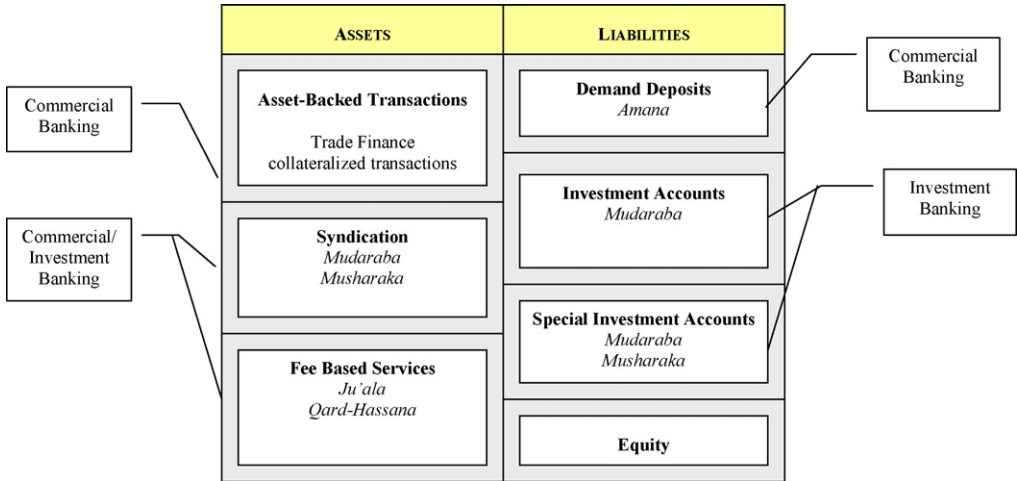 ASSETS
LIABILITIES
Commercial
Banking
Asset-Backed Transactions
Trade Finance
collateralized transactions
Commercial/
Investment
Banking
Syndication
Mudaraba
Musharaka
Fee Based Services
Ju’ala
Qard-Hassana
Demand Deposits
Amana
Commercial
Banking
Investment Accounts
Mudaraba
Investment
Banking
Special Investment Accounts
Mudaraba
Musharaka
Equity